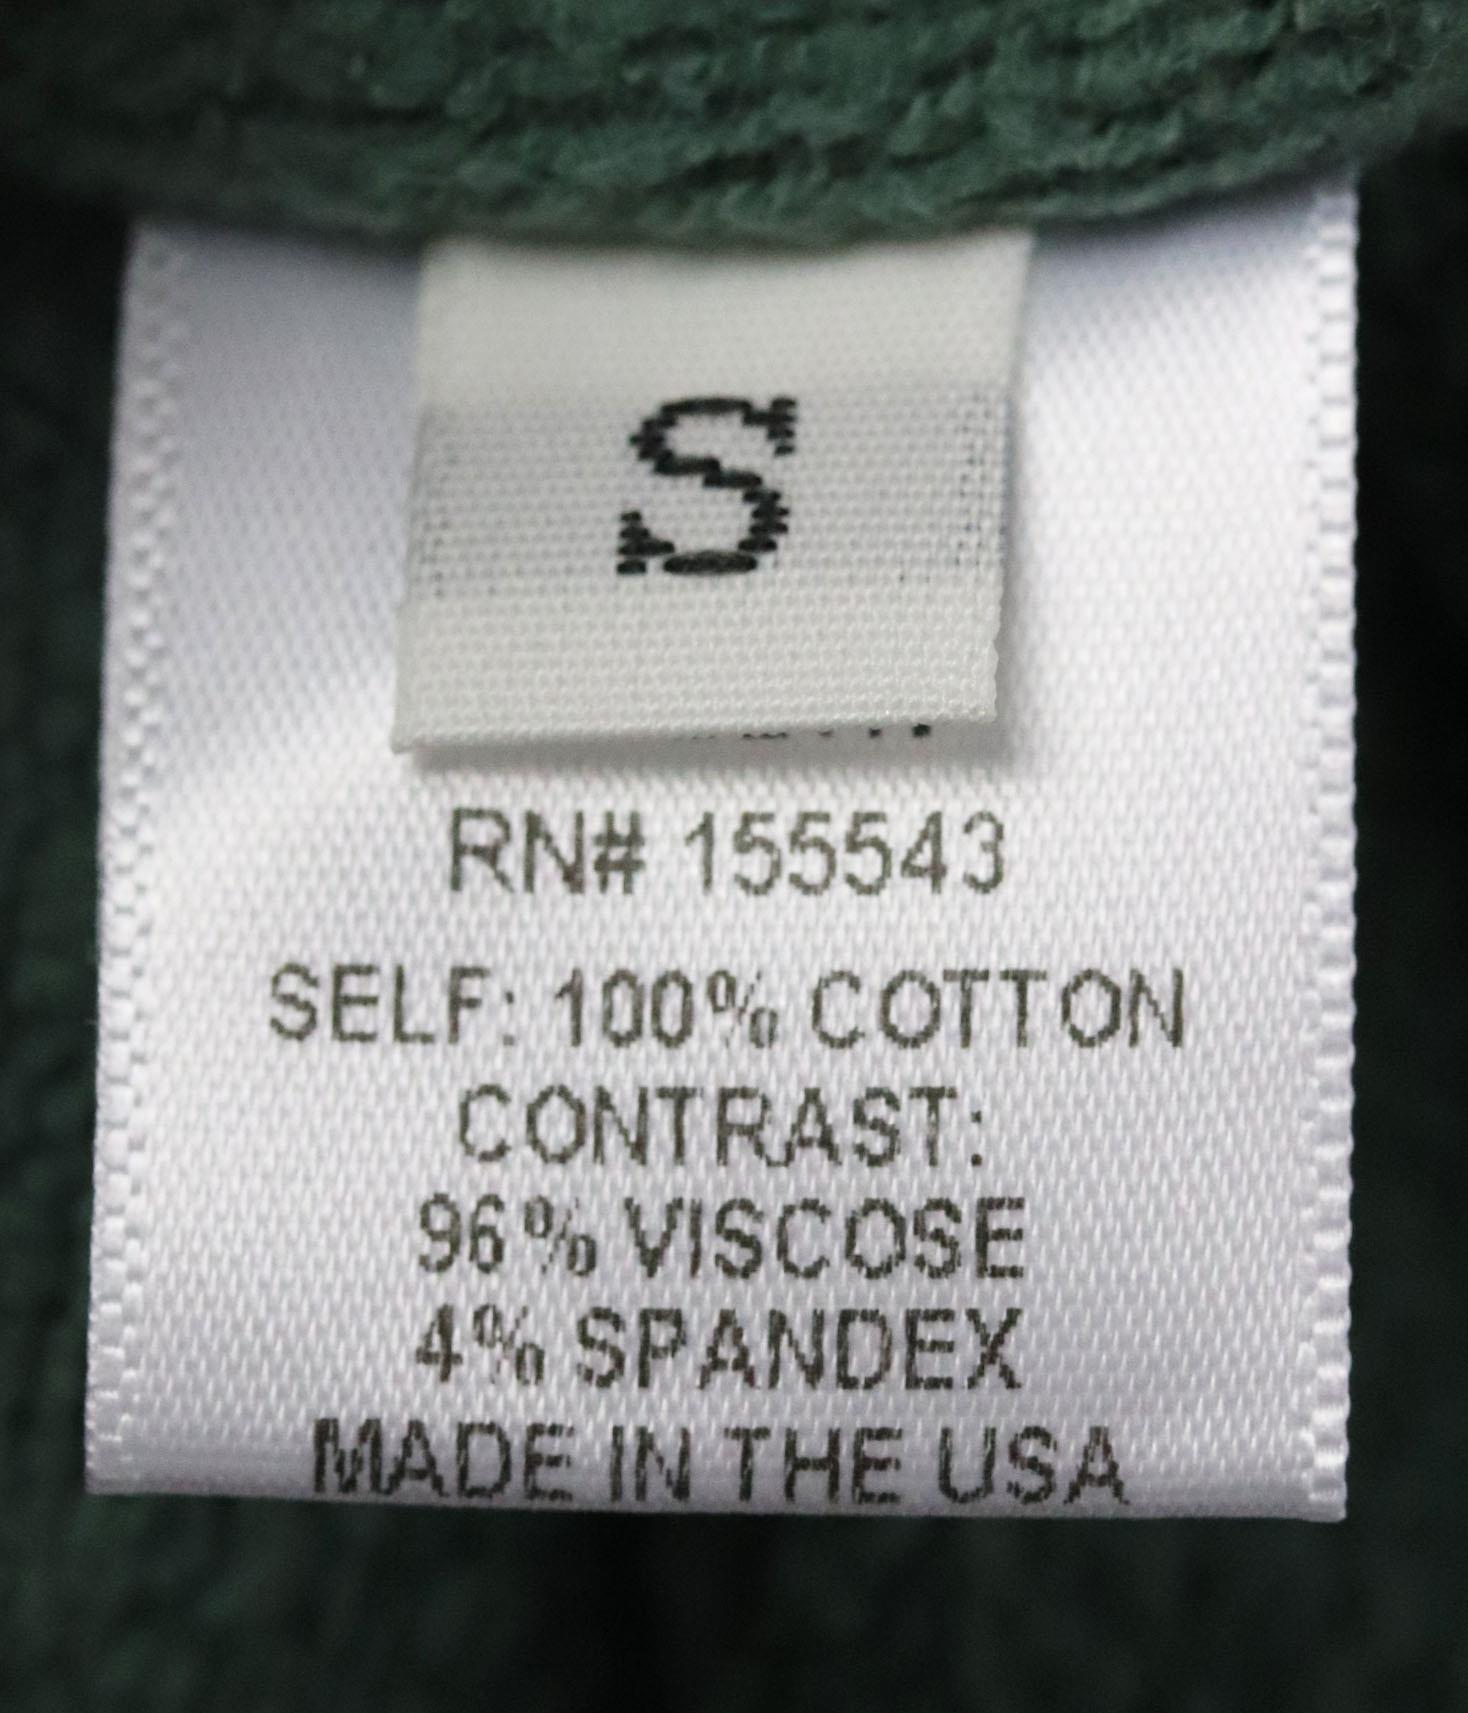 S
RN# 155543
SELF: 100% COTTON
CONTRAST:
96% VISCOSE
4% SPANDEX
MADE IN THE USA